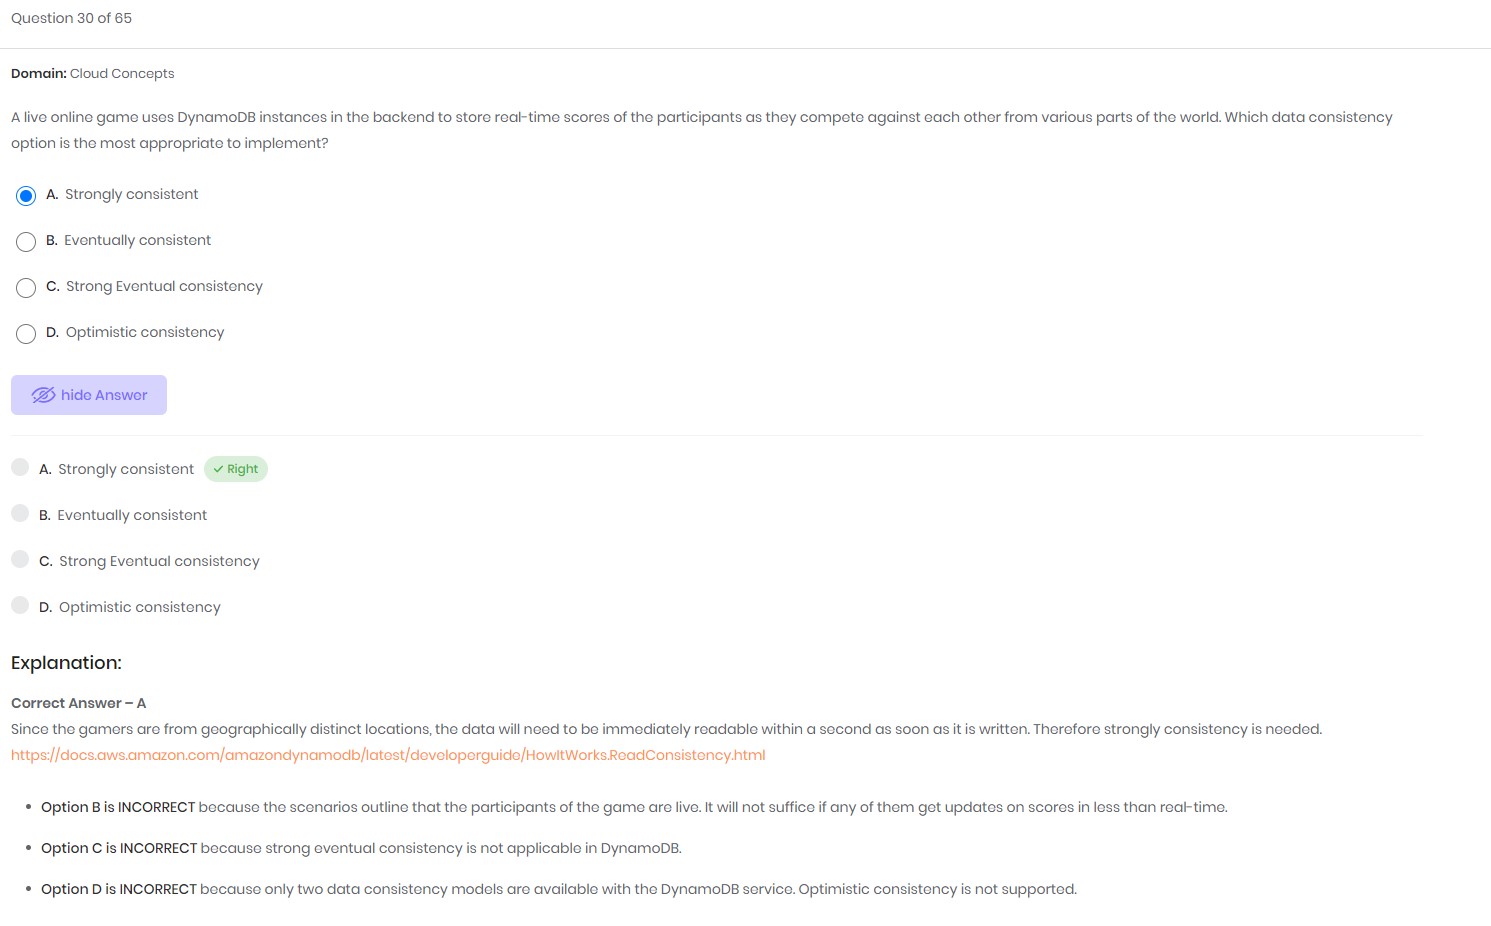 Question 30 of 65
Domain: Cloud Concepts
A live online game uses DynamoDB instances in the backend to store real-time scores of the participants as they compete against each other from various parts of the world. Which data consistency
option is the most appropriate to implement?
A. Strongly consistent
B. Eventually consistent
C. Strong Eventual consistency
D. Optimistic consistency
hide Answer
A. Strongly consistent Right
B. Eventually consistent
C. Strong Eventual consistency
D. Optimistic consistency
Explanation:
Correct Answer – A
Since the gamers are from geographically distinct locations, the data will need to be immediately readable within a second as soon as it is written. Therefore strongly consistency is needed.
https://docs.aws.amazon.com/amazondynamodb/latest/developerguide/HowItWorks.ReadConsistency.html
• Option B is INCORRECT because the scenarios outline that the participants of the game are live. It will not suffice if any of them get updates on scores in less than real-time.
• Option C is INCORRECT because strong eventual consistency is not applicable in DynamoDB.
• Option D is INCORRECT because only two data consistency models are available with the DynamoDB service. Optimistic consistency is not supported.